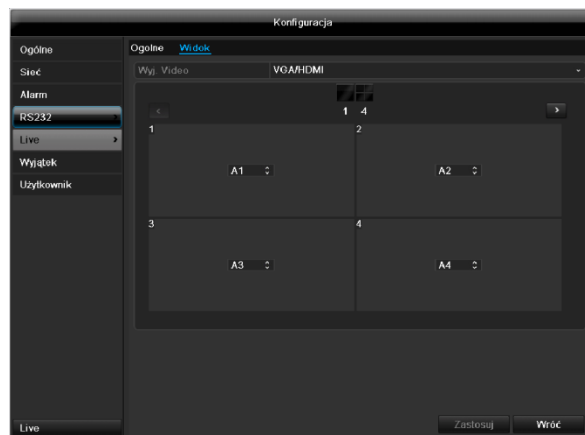 Konfiguracja
Ogólne
Sieć
Alarm
RS232
Live
Wyjątek
Użytkownik
Live
Ogolne Widok
Wyj. Video VGA/HDMI
1 4
1
A1
2
A2
3
A3
4
A4
Zastosuj Wróć